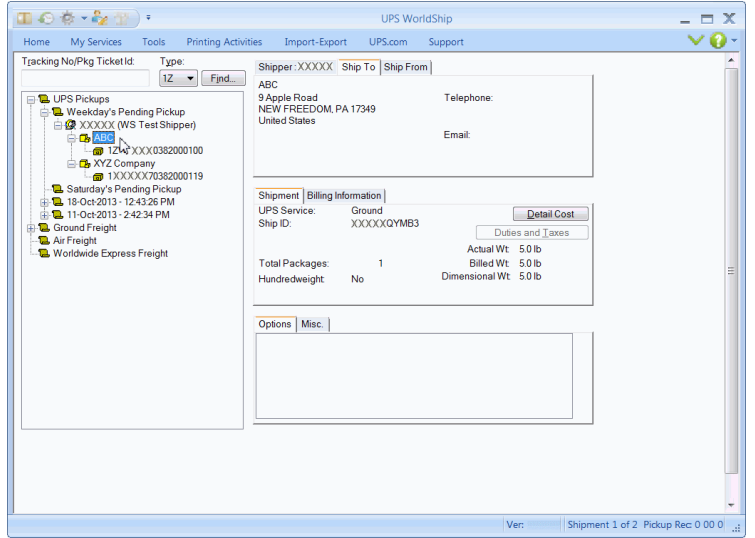 UPS WorldShip
Home My Services Tools Printing Activities Import-Export UPS.com Support
Tracking No/Pkg Ticket Id: Type:
1Z Find...
UPS Pickups
Weekday's Pending Pickup
XXXXX (WS Test Shipper)
ABC
1Z XXX0382000100
XYZ Company
1XXXXX70382000119
Saturday's Pending Pickup
18-Oct-2013 - 12:43:26 PM
11-Oct-2013 - 2:42:34 PM
Ground Freight
Air Freight
Worldwide Express Freight
Shipper: XXXXX Ship To Ship From
ABC
9 Apple Road Telephone:
NEW FREEDOM, PA 17349
United States
Email:
Shipment Billing Information
UPS Service: Ground Detail Cost
Ship ID: XXXXXQYMB3
Duties and Taxes
Actual Wt: 5.0 lb
Total Packages: 1 Billed Wt: 5.0 lb
Hundredweight: No Dimensional Wt: 5.0 lb
Options Misc.
Ver: Shipment 1 of 2 Pickup Rec: 0 00 0